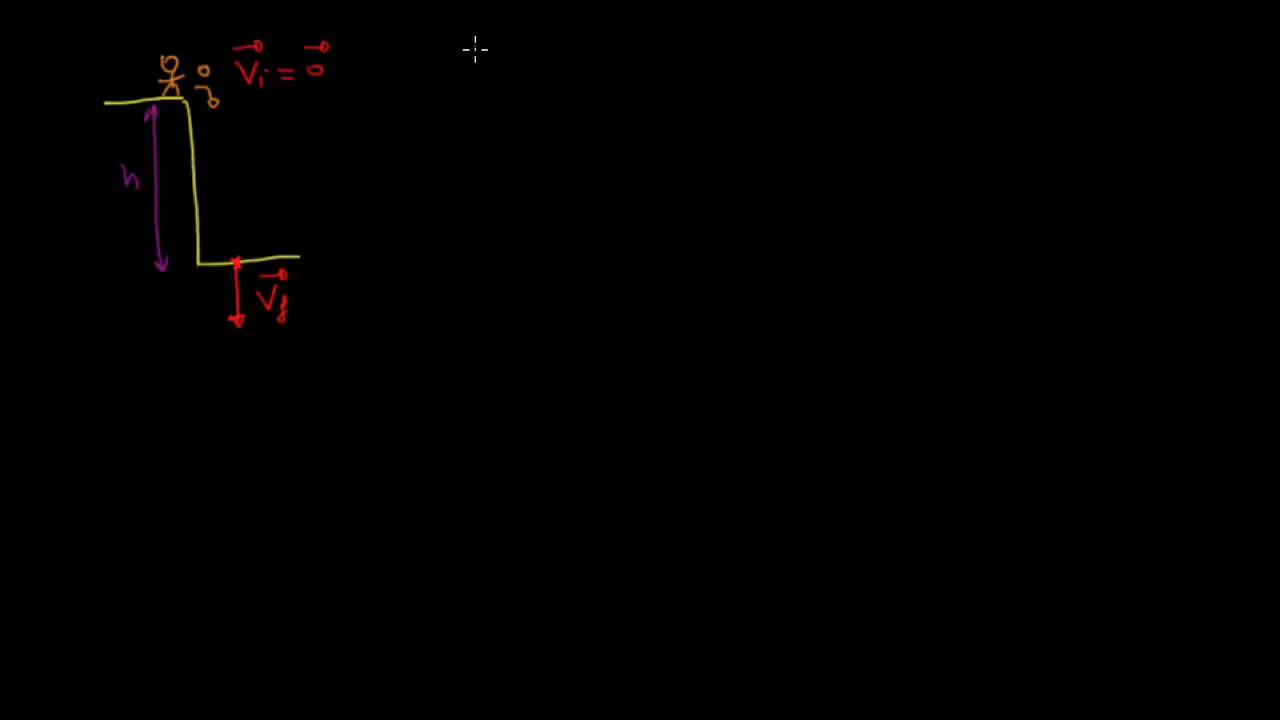 V⃗i = 0⃗
h
V⃗f